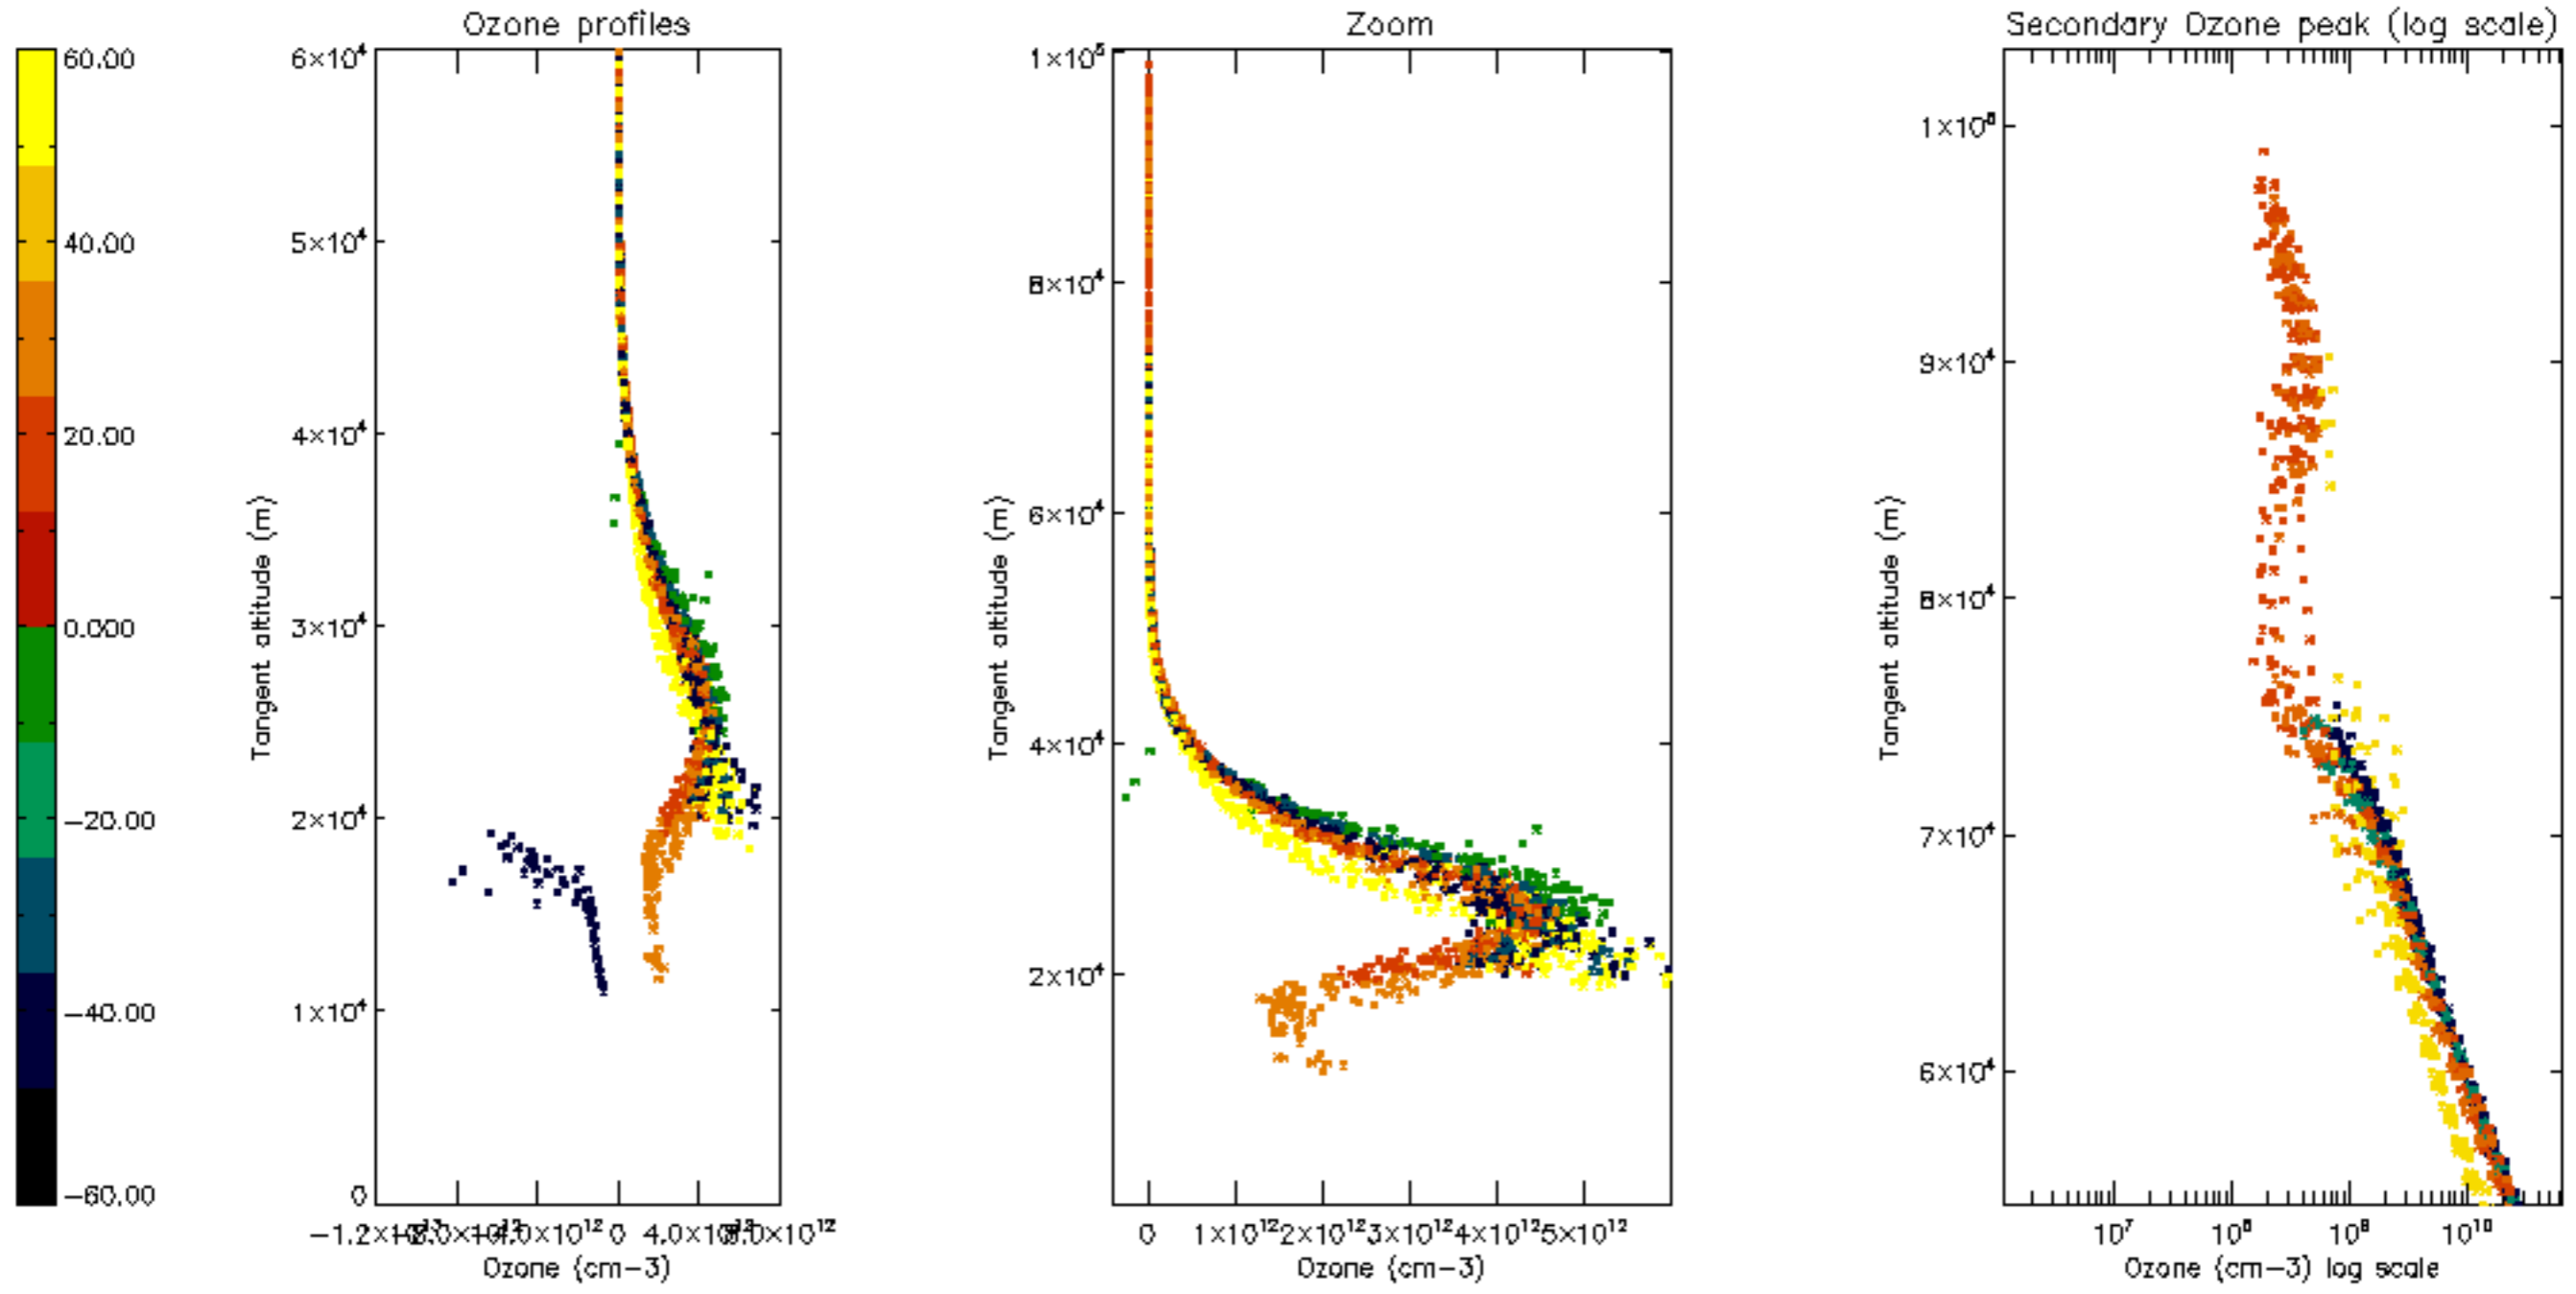 Ozone profiles
Zoom
Secondary Ozone peak (log scale)
60.00
40.00
20.00
0.000
−20.00
−40.00
−60.00
6×10⁴
5×10⁴
4×10⁴
3×10⁴
2×10⁴
1×10⁴
0
Tangent altitude (m)
0
Ozone (cm−3)
1×10⁵
8×10⁴
6×10⁴
4×10⁴
2×10⁴
Tangent altitude (m)
0 1×10¹² 2×10¹² 3×10¹² 4×10¹² 5×10¹²
Ozone (cm−3)
1×10⁵
9×10⁴
8×10⁴
7×10⁴
6×10⁴
Tangent altitude (m)
10⁷ 10⁸ 10⁹ 10¹⁰
Ozone (cm−3) log scale